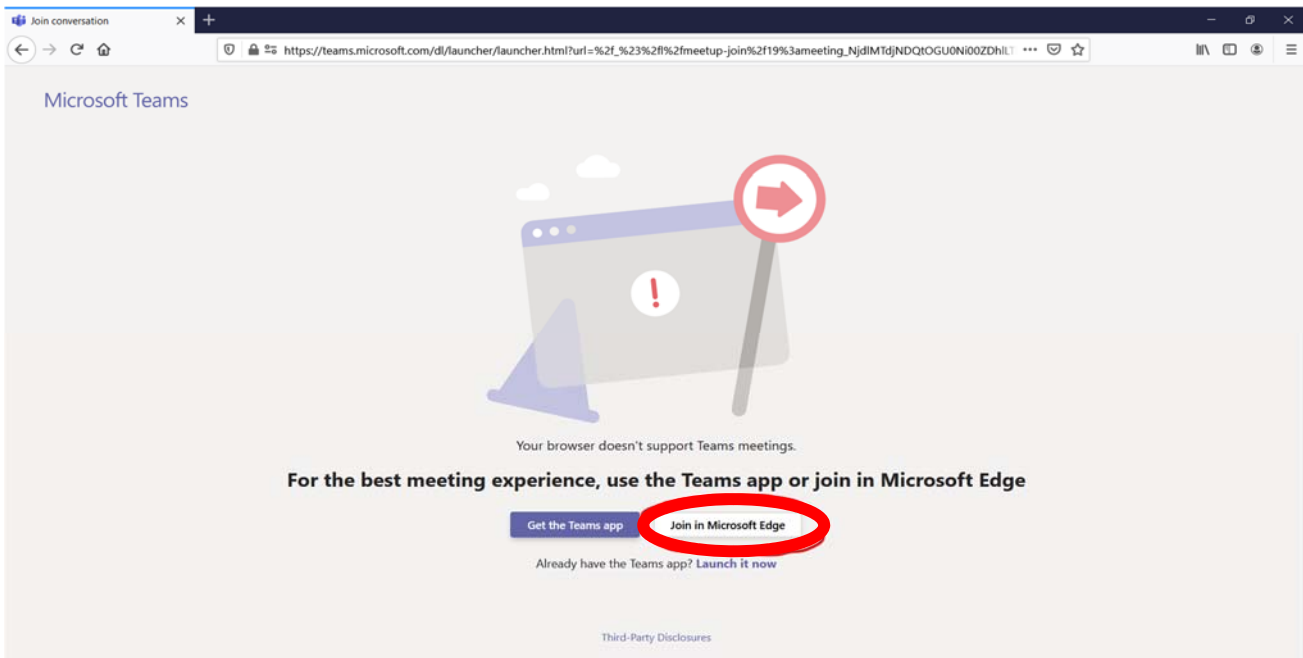 Join conversation
https://teams.microsoft.com/dl/launcher/launcher.html?url=%2f_%23%2fl%2fmeetup-join%2f19%3ameeting_NjdlMTdjNDQtOGU0Ni00ZDhlLT
Microsoft Teams
!
Your browser doesn't support Teams meetings.
For the best meeting experience, use the Teams app or join in Microsoft Edge
Get the Teams app Join in Microsoft Edge
Already have the Teams app? Launch it now
Third-Party Disclosures